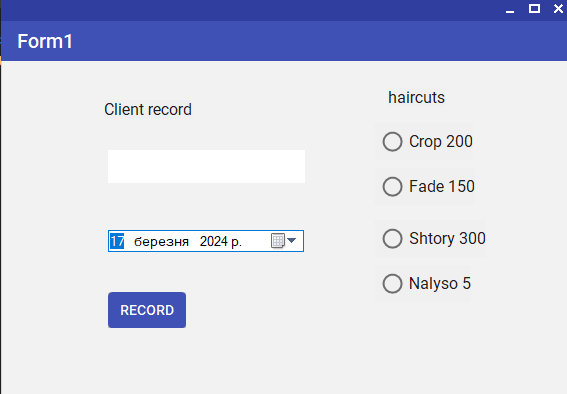 Form1
Client record
17 березня 2024 р.
RECORD
haircuts
Crop 200
Fade 150
Shtory 300
Nalyso 5